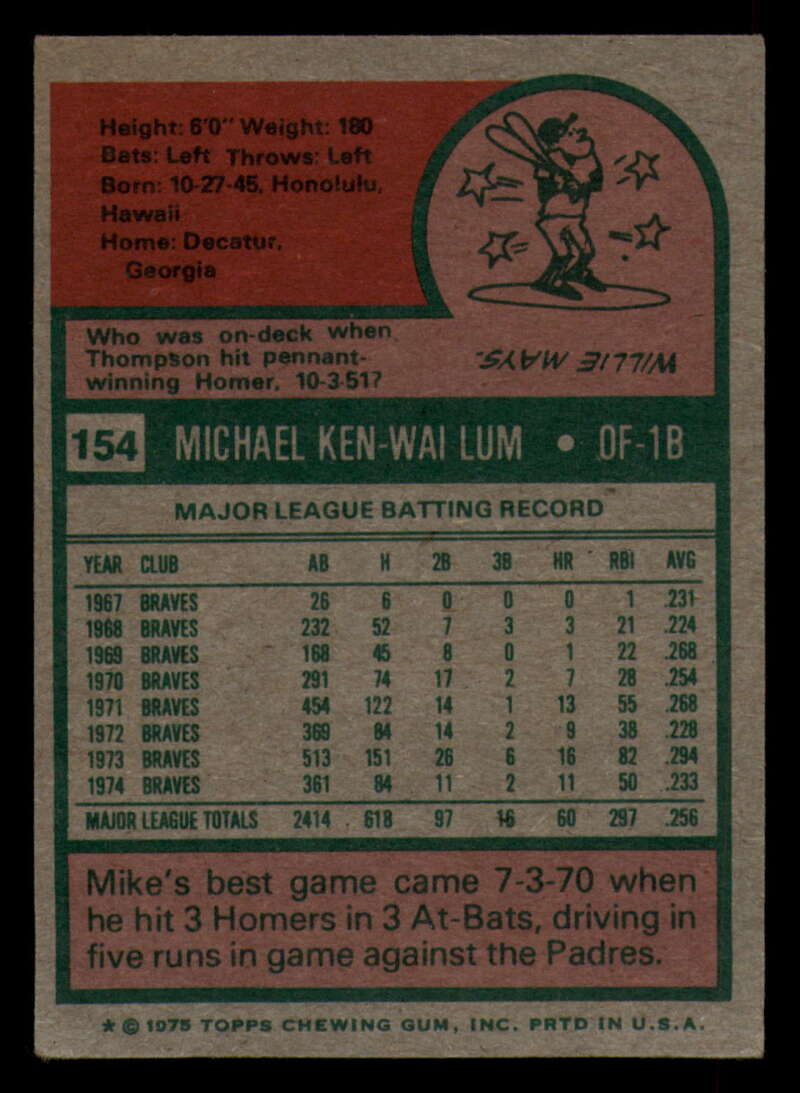 Height: 6'0" Weight: 180
Bats: Left Throws: Left
Born: 10-27-45, Honolulu,
Hawaii
Home: Decatur,
Georgia
Who was on-deck when
Thompson hit pennant-
winning Homer, 10-3-51?
WILLIE MAYS.
154 MICHAEL KEN-WAI LUM • OF-1B
MAJOR LEAGUE BATTING RECORD
YEAR CLUB AB H 2B 3B HR RBI AVG
1967 BRAVES 26 6 0 0 0 1 .231
1968 BRAVES 232 52 7 3 3 21 .224
1969 BRAVES 168 45 8 0 1 22 .268
1970 BRAVES 291 74 17 2 7 28 .254
1971 BRAVES 454 122 14 1 13 55 .268
1972 BRAVES 369 84 14 2 9 38 .228
1973 BRAVES 513 151 26 6 16 82 .294
1974 BRAVES 361 84 11 2 11 50 .233
MAJOR LEAGUE TOTALS 2414 618 97 16 60 297 .256
Mike's best game came 7-3-70 when
he hit 3 Homers in 3 At-Bats, driving in
five runs in game against the Padres.
* © 1975 TOPPS CHEWING GUM, INC. PRTD IN U.S.A.